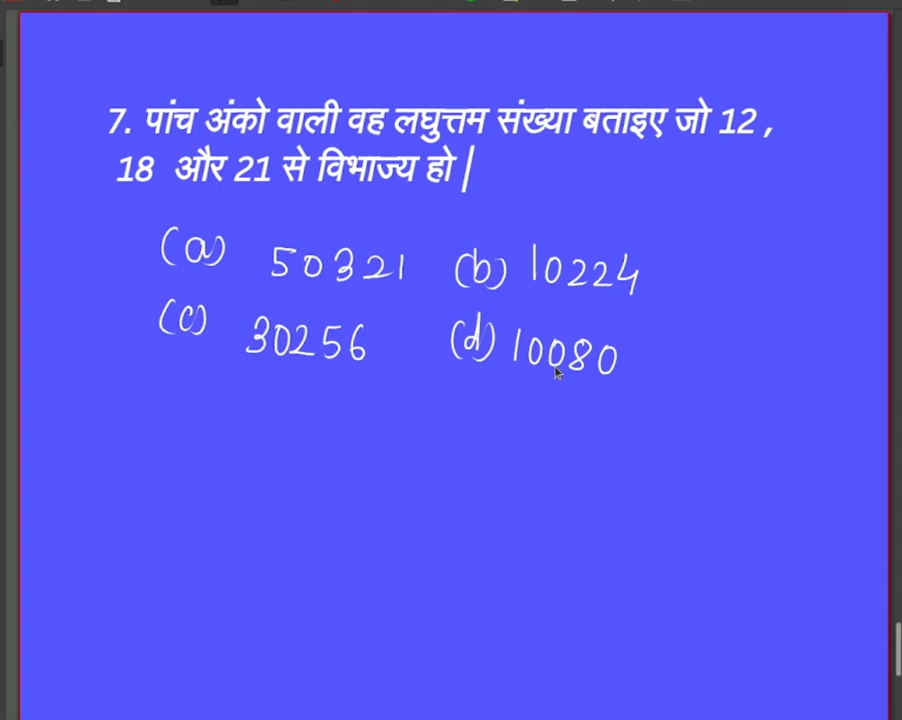 7. पांच अंको वाली वह लघुत्तम संख्या बताइए जो 12 ,
18 और 21 से विभाज्य हो |
(a) 50321 (b) 10224
(c) 30256 (d) 10080